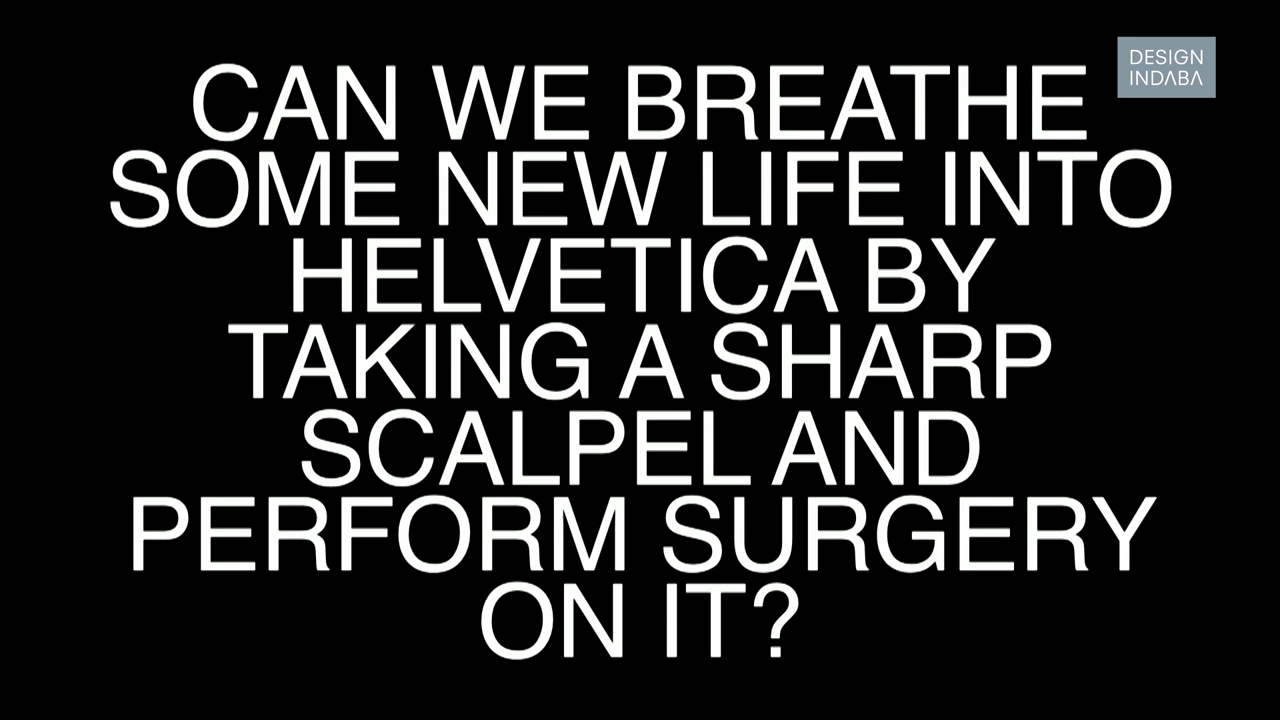 DESIGN
INDABA
CAN WE BREATHE
SOME NEW LIFE INTO
HELVETICA BY
TAKING A SHARP
SCALPEL AND
PERFORM SURGERY
ON IT?